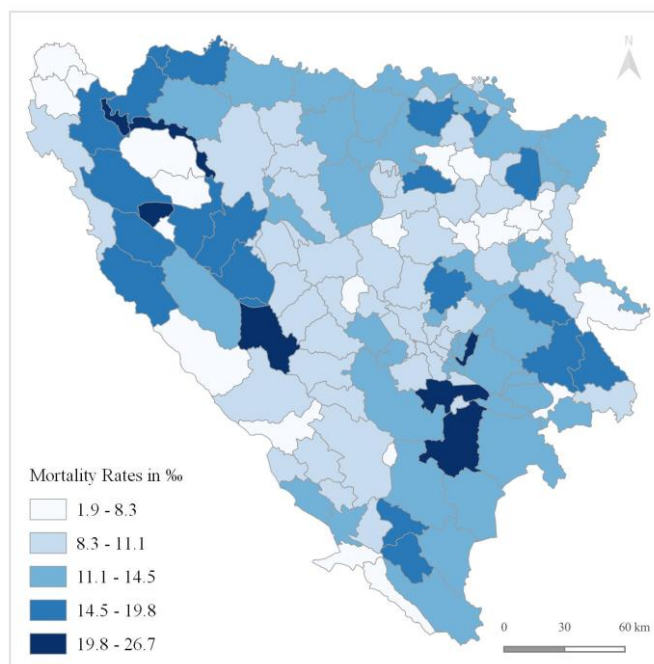 N
Mortality Rates in ‰
1.9 - 8.3
8.3 - 11.1
11.1 - 14.5
14.5 - 19.8
19.8 - 26.7
0 30 60 km